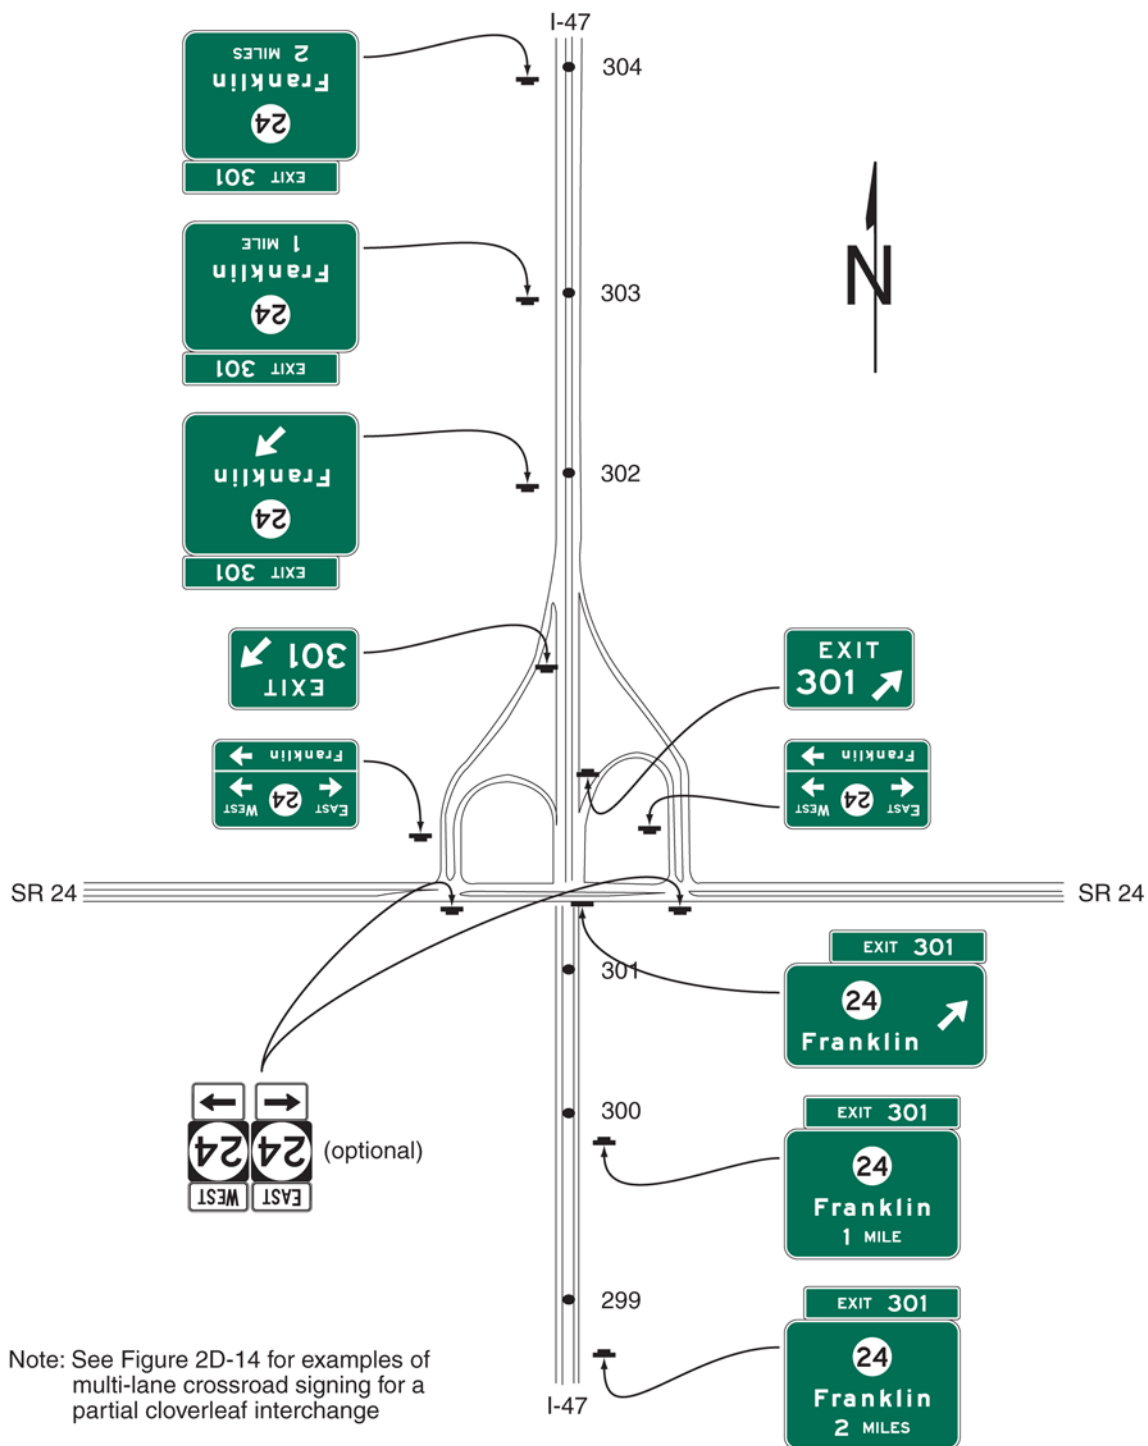 I-47
304
EXIT 301
24
Franklin
2 MILES
303
EXIT 301
24
Franklin
1 MILE
N
302
EXIT 301
24
Franklin
EXIT
301
EXIT
301
EAST 24 WEST
Franklin
EAST 24 WEST
Franklin
SR 24
SR 24
301
EXIT 301
24
Franklin
300
EAST WEST
24 24
(optional)
EXIT 301
24
Franklin
1 MILE
299
EXIT 301
24
Franklin
2 MILES
I-47
Note: See Figure 2D-14 for examples of
multi-lane crossroad signing for a
partial cloverleaf interchange